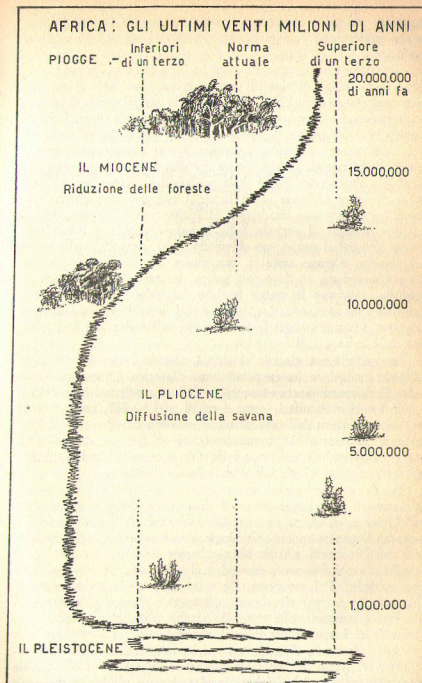 AFRICA: GLI ULTIMI VENTI MILIONI DI ANNI
PIOGGE .-
Inferiori
di un terzo
Norma
attuale
Superiore
di un terzo
20.000.000
di anni fa
IL MIOCENE
Riduzione delle foreste
15,000,000
10,000,000
IL PLIOCENE
Diffusione della savana
5,000,000
1,000,000
IL PLEISTOCENE